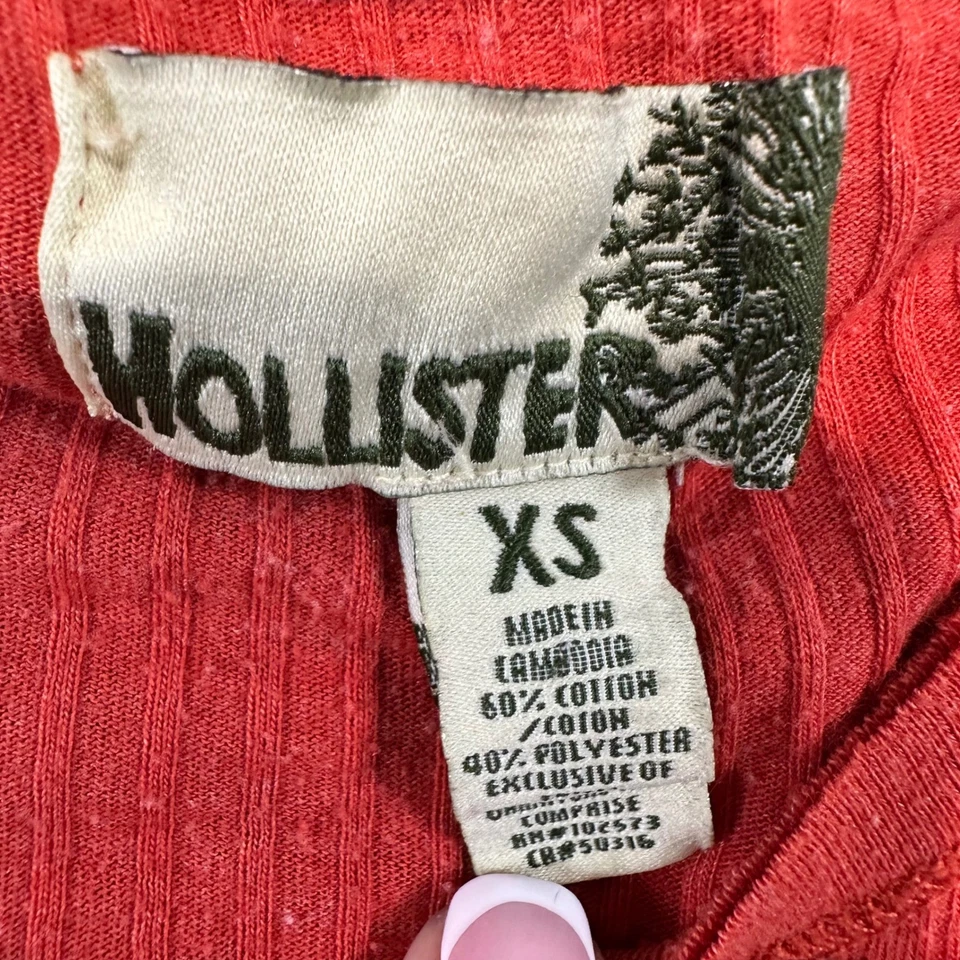 HOLLISTER
XS
MADE IN
CAMBODIA
60% COTTON
/COTON
40% POLYESTER
EXCLUSIVE OF
COMPRISE
RN#102573
CA#50316